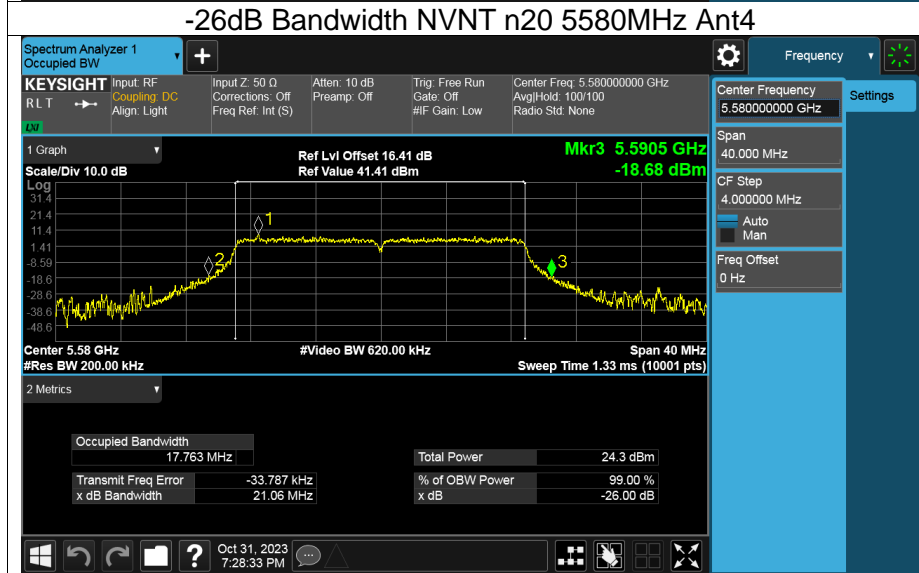 -26dB Bandwidth NVNT n20 5580MHz Ant4
Spectrum Analyzer 1
Occupied BW
+
Frequency
KEYSIGHT
RLT
LXI
Input: RF
Coupling: DC
Align: Light
Input Z: 50 Ω
Corrections: Off
Freq Ref: Int (S)
Atten: 10 dB
Preamp: Off
Trig: Free Run
Gate: Off
#IF Gain: Low
Center Freq: 5.580000000 GHz
Avg|Hold: 100/100
Radio Std: None
Center Frequency
5.580000000 GHz
Settings
Span
40.000 MHz
CF Step
4.000000 MHz
Auto
Man
Freq Offset
0 Hz
1 Graph
Scale/Div 10.0 dB
Ref Lvl Offset 16.41 dB
Ref Value 41.41 dBm
Mkr3 5.5905 GHz
-18.68 dBm
Log
31.4
21.4
11.4
1.41
-8.59
-18.6
-28.6
-38.6
-48.6
1
2
3
Center 5.58 GHz
#Res BW 200.00 kHz
#Video BW 620.00 kHz
Span 40 MHz
Sweep Time 1.33 ms (10001 pts)
2 Metrics
Occupied Bandwidth
17.763 MHz
Total Power 24.3 dBm
Transmit Freq Error -33.787 kHz
% of OBW Power 99.00 %
x dB Bandwidth 21.06 MHz
x dB -26.00 dB
?
Oct 31, 2023
7:28:33 PM